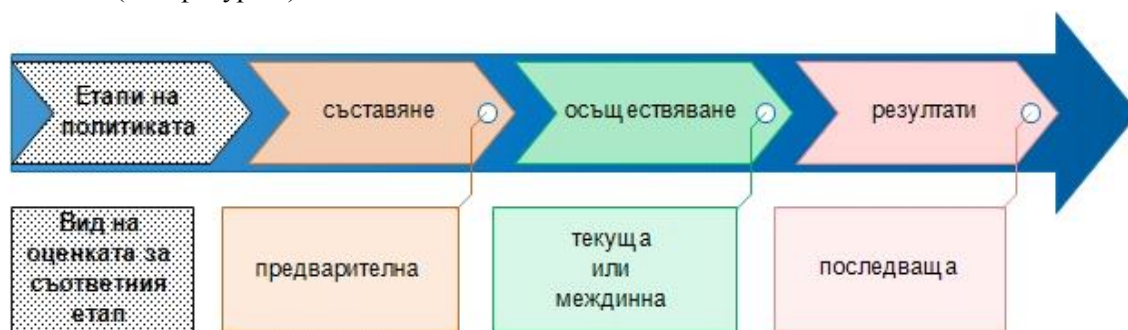 Етапи на
политиката
съставяне
осъществяване
резултати
Вид на
оценката за
съответния
етап
предварителна
текуща
или
междинна
последваща